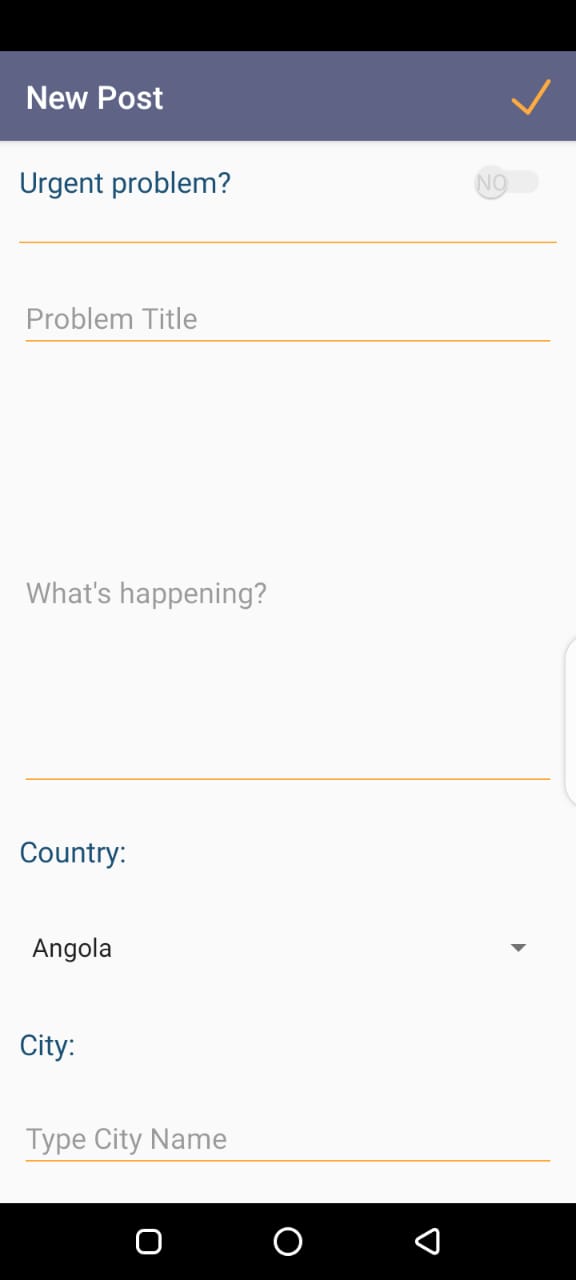 New Post
Urgent problem?
NO
Problem Title
What's happening?
Country:
Angola
City:
Type City Name